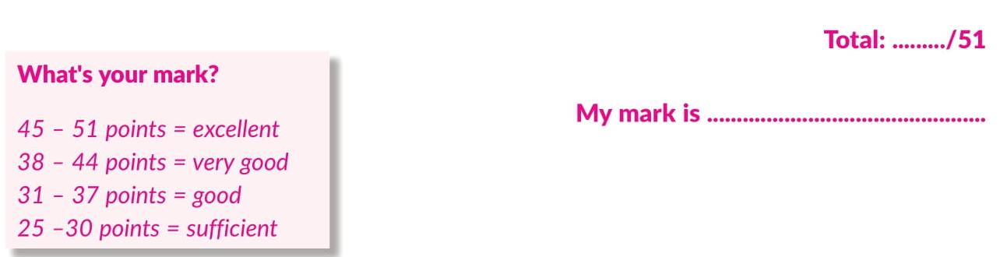 Total: ........./51
What's your mark?
My mark is ...............................................
45 – 51 points = excellent
38 – 44 points = very good
31 – 37 points = good
25 –30 points = sufficient